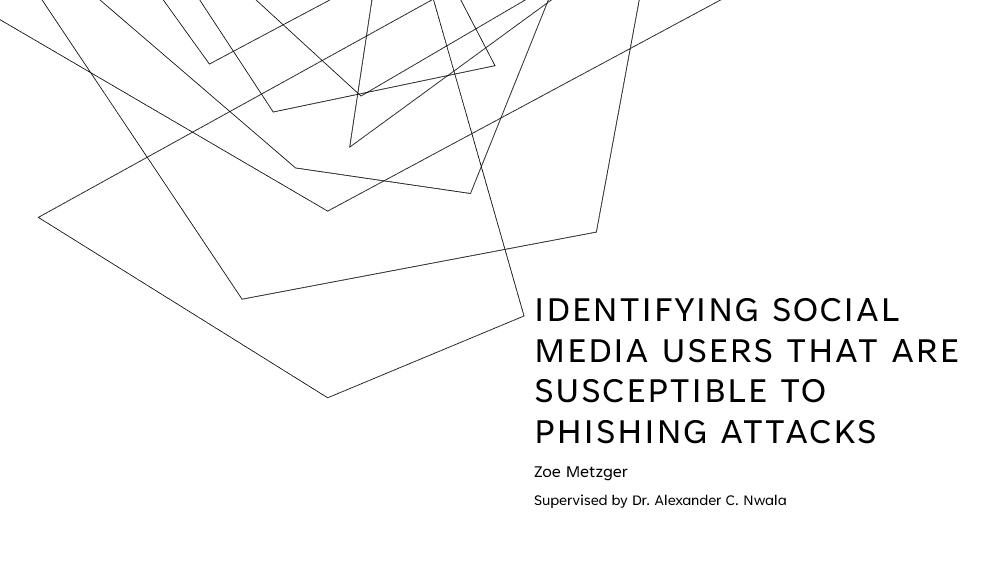 IDENTIFYING SOCIAL
MEDIA USERS THAT ARE
SUSCEPTIBLE TO
PHISHING ATTACKS
Zoe Metzger
Supervised by Dr. Alexander C. Nwala